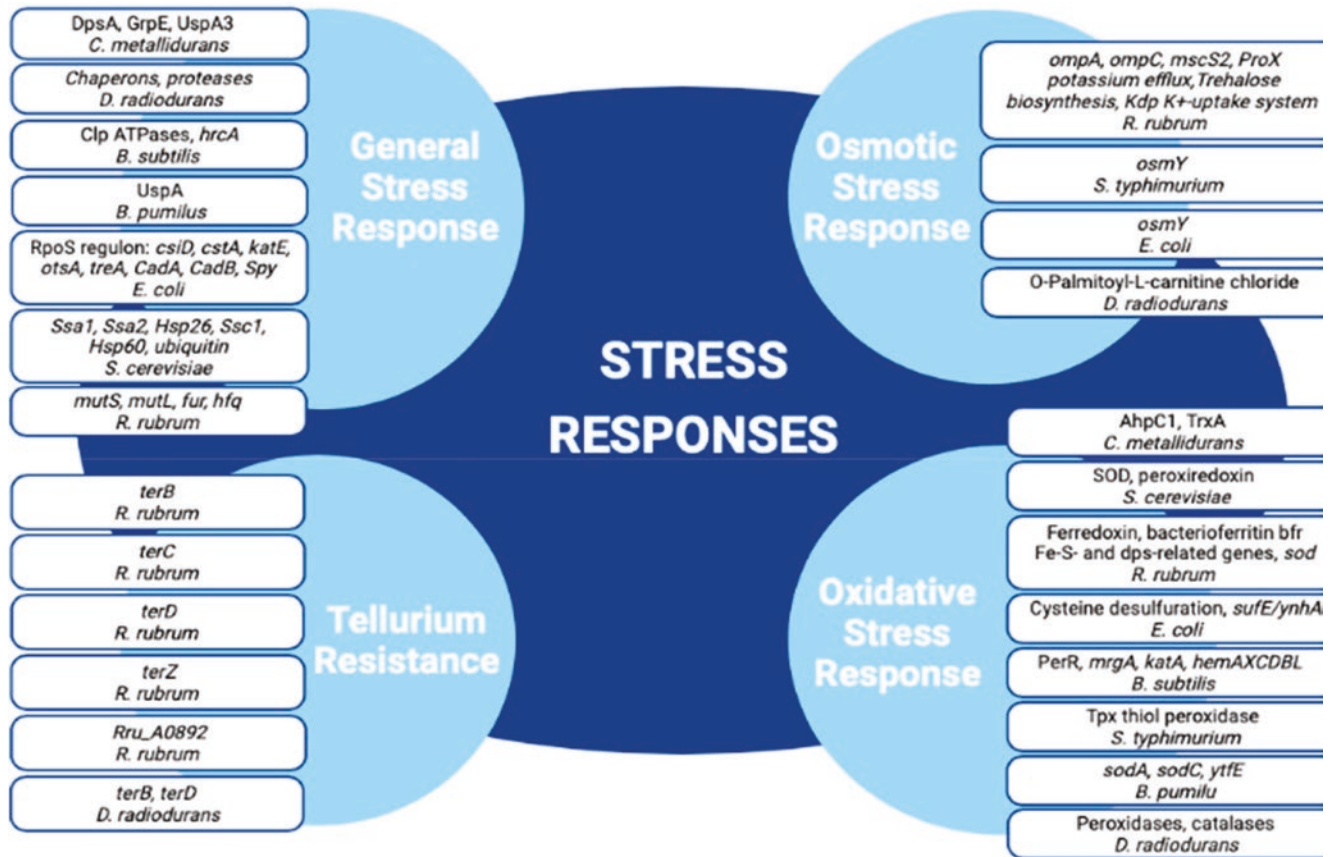 DpsA, GrpE, UspA3
C. metallidurans
Chaperons, proteases
D. radiodurans
Clp ATPases, hrcA
B. subtilis
UspA
B. pumilus
RpoS regulon: csiD, cstA, katE,
otsA, treA, CadA, CadB, Spy
E. coli
Ssa1, Ssa2, Hsp26, Ssc1,
Hsp60, ubiquitin
S. cerevisiae
mutS, mutL, fur, hfq
R. rubrum
General
Stress
Response
Osmotic
Stress
Response
ompA, ompC, mscS2, ProX
potassium efflux, Trehalose
biosynthesis, Kdp K+-uptake system
R. rubrum
osmY
S. typhimurium
osmY
E. coli
O-Palmitoyl-L-carnitine chloride
D. radiodurans
STRESS
RESPONSES
terB
R. rubrum
terC
R. rubrum
terD
R. rubrum
terZ
R. rubrum
Rru_A0892
R. rubrum
terB, terD
D. radiodurans
Tellurium
Resistance
Oxidative
Stress
Response
AhpC1, TrxA
C. metallidurans
SOD, peroxiredoxin
S. cerevisiae
Ferredoxin, bacterioferritin bfr
Fe-S- and dps-related genes, sod
R. rubrum
Cysteine desulfuration, sufE/ynhA
E. coli
PerR, mrgA, katA, hemAXCDBL
B. subtilis
Tpx thiol peroxidase
S. typhimurium
sodA, sodC, ytfE
B. pumilu
Peroxidases, catalases
D. radiodurans